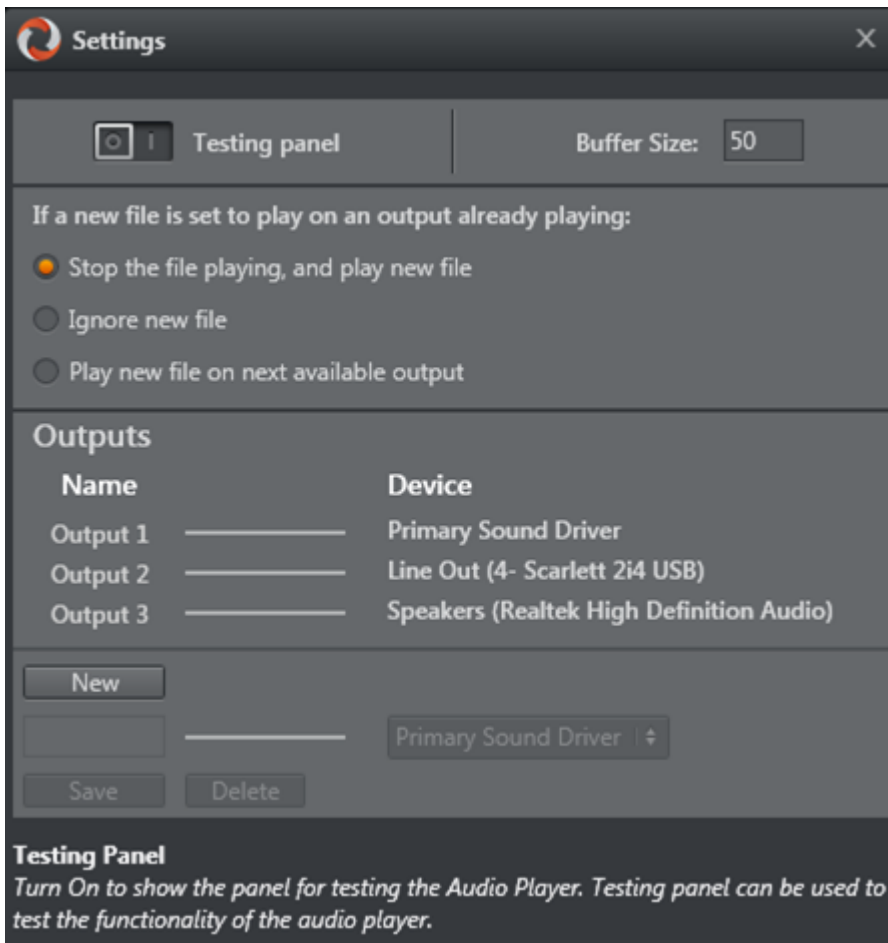 Settings
Testing panel
Buffer Size: 50
If a new file is set to play on an output already playing:
Stop the file playing, and play new file
Ignore new file
Play new file on next available output
Outputs
Name Device
Output 1 Primary Sound Driver
Output 2 Line Out (4- Scarlett 2i4 USB)
Output 3 Speakers (Realtek High Definition Audio)
New
Primary Sound Driver
Save Delete
Testing Panel
Turn On to show the panel for testing the Audio Player. Testing panel can be used to
test the functionality of the audio player.